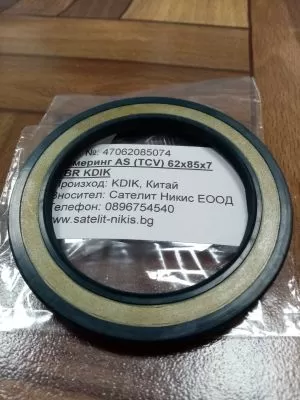 №: 47062085074
меринг AS (TCV) 62x85x7
BR KDIK
роизход: KDIK, Китай
носител: Сателит Никис ЕООД
елефон: 0896754540
www.satelit-nikis.bg